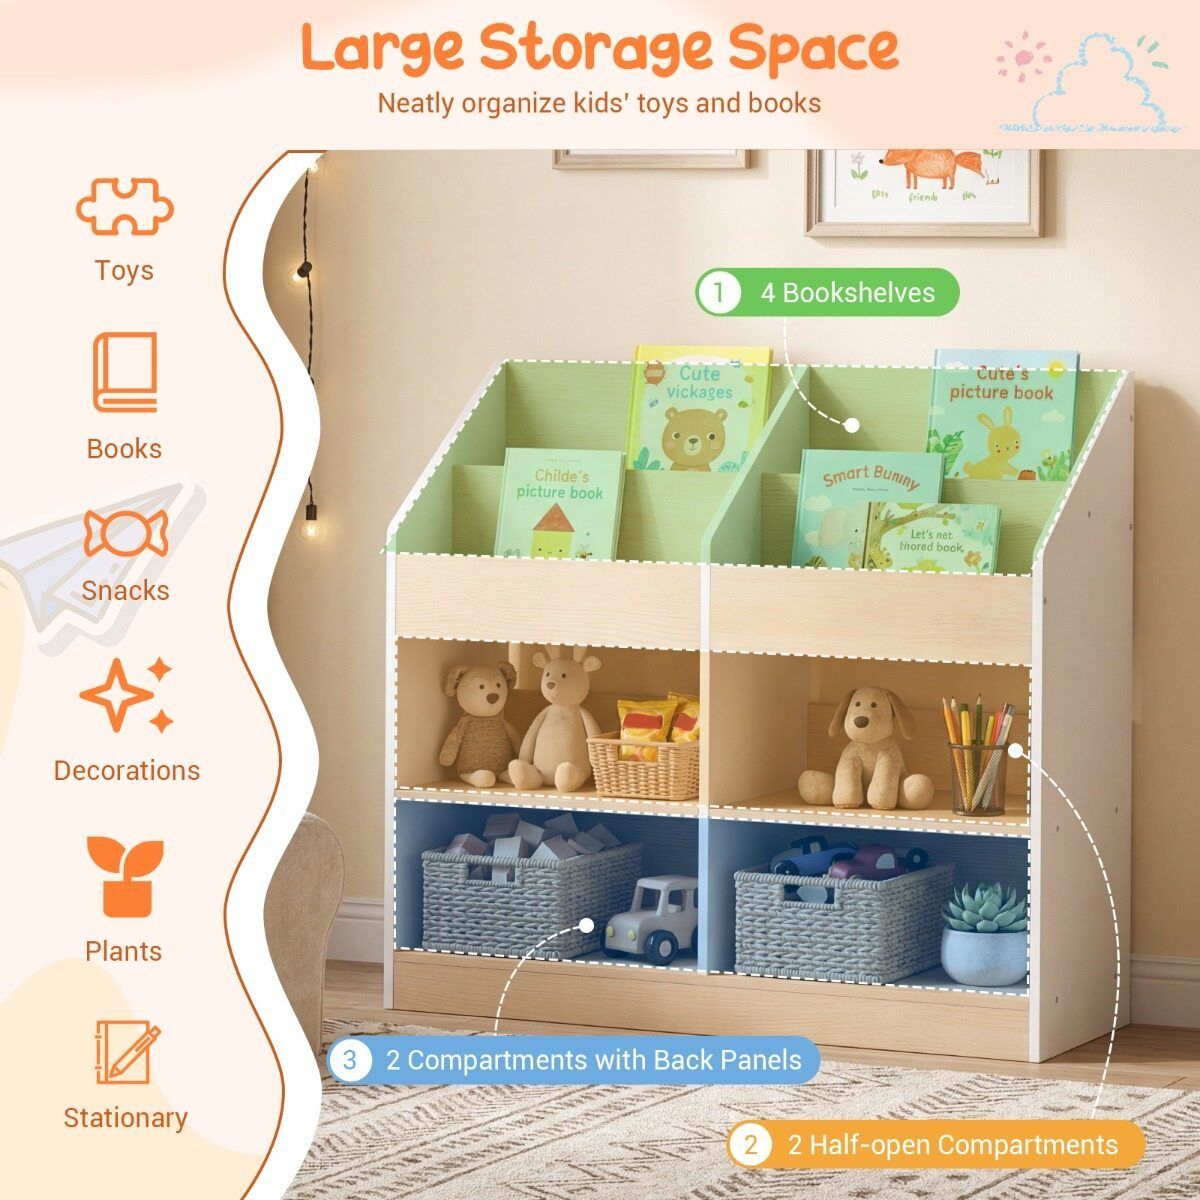 Large Storage Space
Neatly organize kids' toys and books
Toys
Books
Snacks
Decorations
Plants
Stationary
friends
1 4 Bookshelves
Cute
vickages
Cute's
picture book
Childe's
picture book
Smart Bunny
Let's net
thored book,
3 2 Compartments with Back Panels
2 2 Half-open Compartments